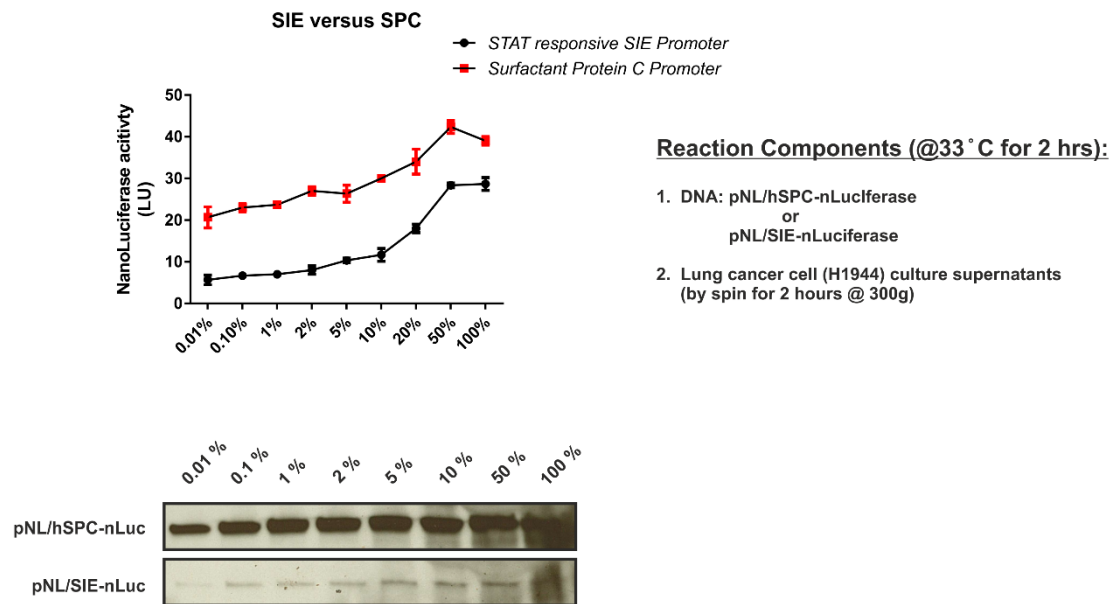 SIE versus SPC
STAT responsive SIE Promoter
Surfactant Protein C Promoter
NanoLuciferase acitivty
(LU)
50
40
30
20
10
0
0.01%
0.10%
1%
2%
5%
10%
20%
50%
100%
Reaction Components (@33˚C for 2 hrs):
1. DNA: pNL/hSPC-nLuclferase
or
pNL/SIE-nLuciferase
2. Lung cancer cell (H1944) culture supernatants
(by spin for 2 hours @ 300g)
0.01 %
0.1 %
1 %
2 %
5 %
10 %
50 %
100 %
pNL/hSPC-nLuc
pNL/SIE-nLuc